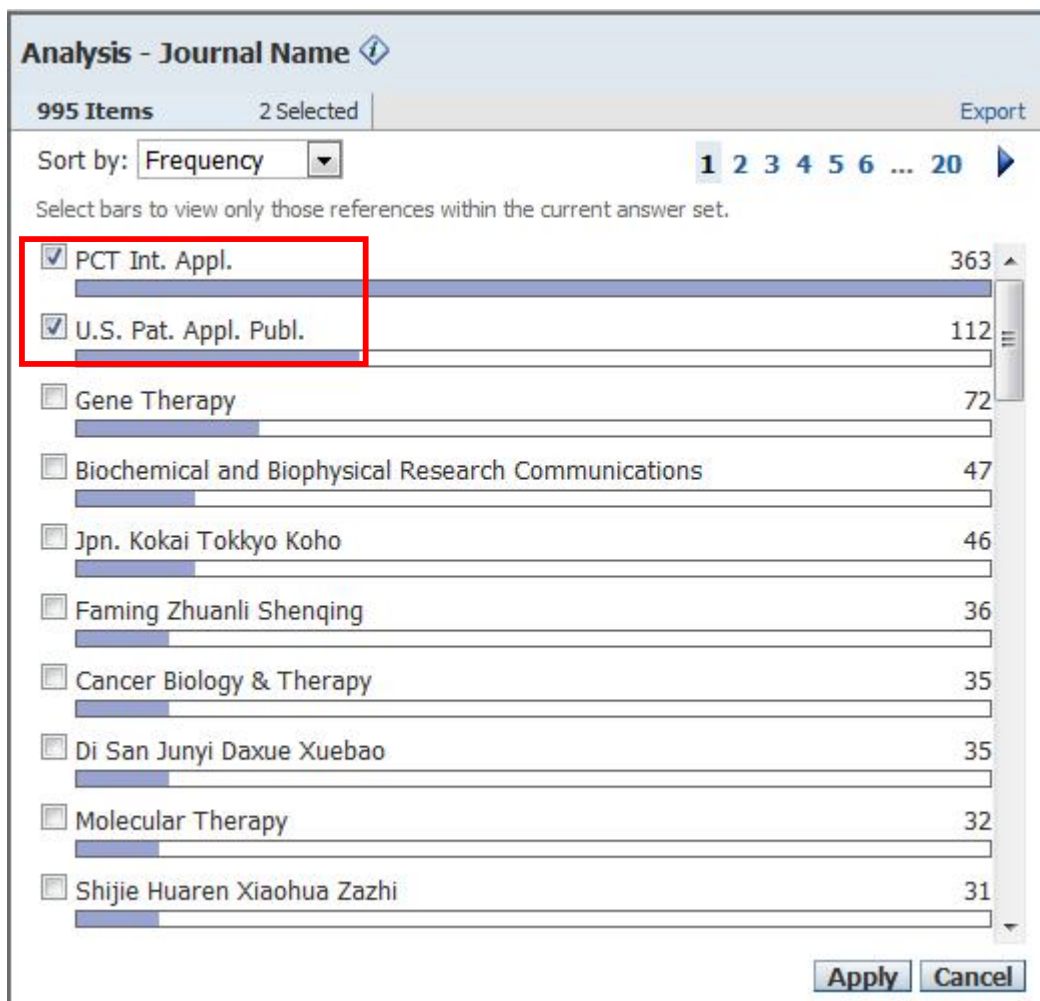 Analysis - Journal Name
995 Items 2 Selected Export
Sort by: Frequency 1 2 3 4 5 6 ... 20
Select bars to view only those references within the current answer set.
PCT Int. Appl. 363
U.S. Pat. Appl. Publ. 112
Gene Therapy 72
Biochemical and Biophysical Research Communications 47
Jpn. Kokai Tokkyo Koho 46
Faming Zhuanli Shenqing 36
Cancer Biology & Therapy 35
Di San Junyi Daxue Xuebao 35
Molecular Therapy 32
Shijie Huaren Xiaohua Zazhi 31
Apply Cancel